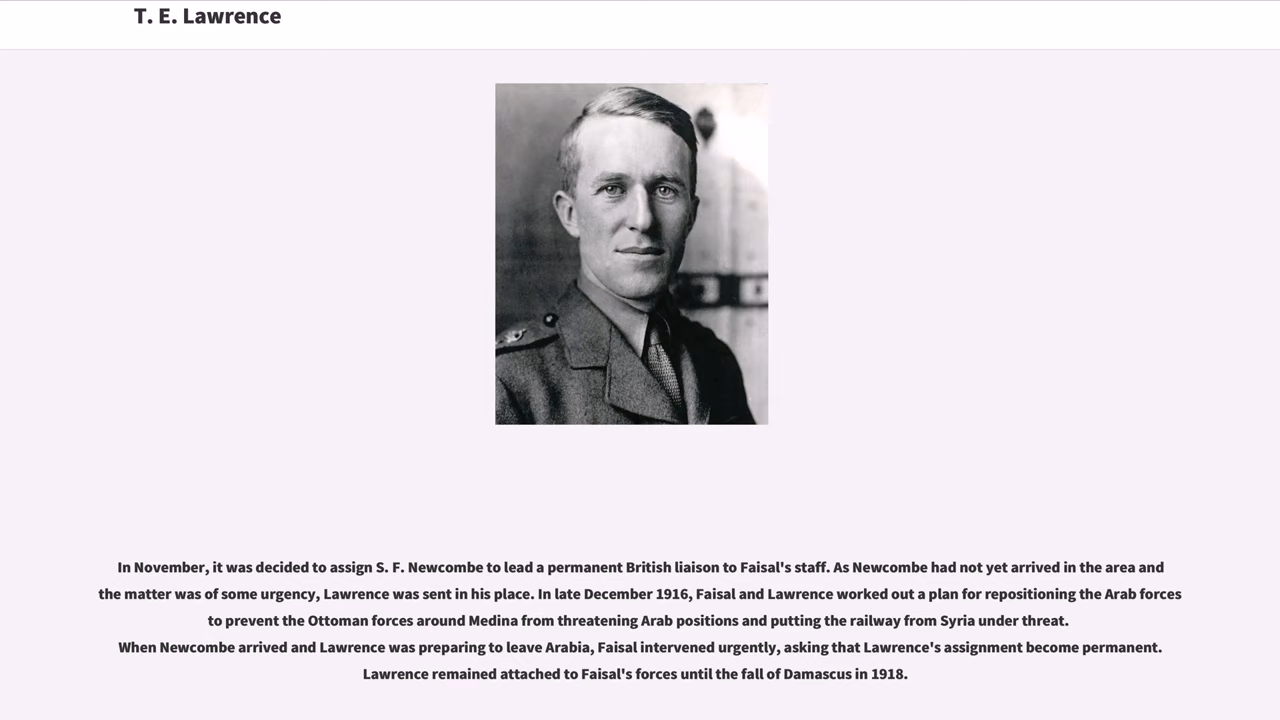 T. E. Lawrence
In November, it was decided to assign S. F. Newcombe to lead a permanent British liaison to Faisal's staff. As Newcombe had not yet arrived in the area and
the matter was of some urgency, Lawrence was sent in his place. In late December 1916, Faisal and Lawrence worked out a plan for repositioning the Arab forces
to prevent the Ottoman forces around Medina from threatening Arab positions and putting the railway from Syria under threat.
When Newcombe arrived and Lawrence was preparing to leave Arabia, Faisal intervened urgently, asking that Lawrence's assignment become permanent.
Lawrence remained attached to Faisal's forces until the fall of Damascus in 1918.